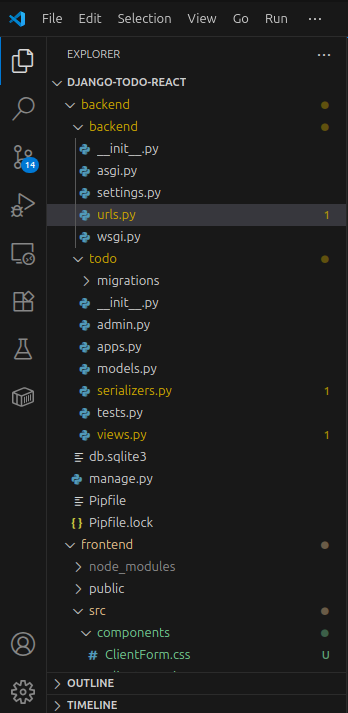 File Edit Selection View Go Run ···
EXPLORER ···
DJANGO-TODO-REACT
backend
backend
__init__.py
asgi.py
settings.py
14
urls.py 1
wsgi.py
todo
migrations
__init__.py
admin.py
apps.py
models.py
serializers.py 1
tests.py
views.py 1
db.sqlite3
manage.py
Pipfile
{} Pipfile.lock
frontend
node_modules
public
src
components
# ClientForm.css U
OUTLINE
TIMELINE